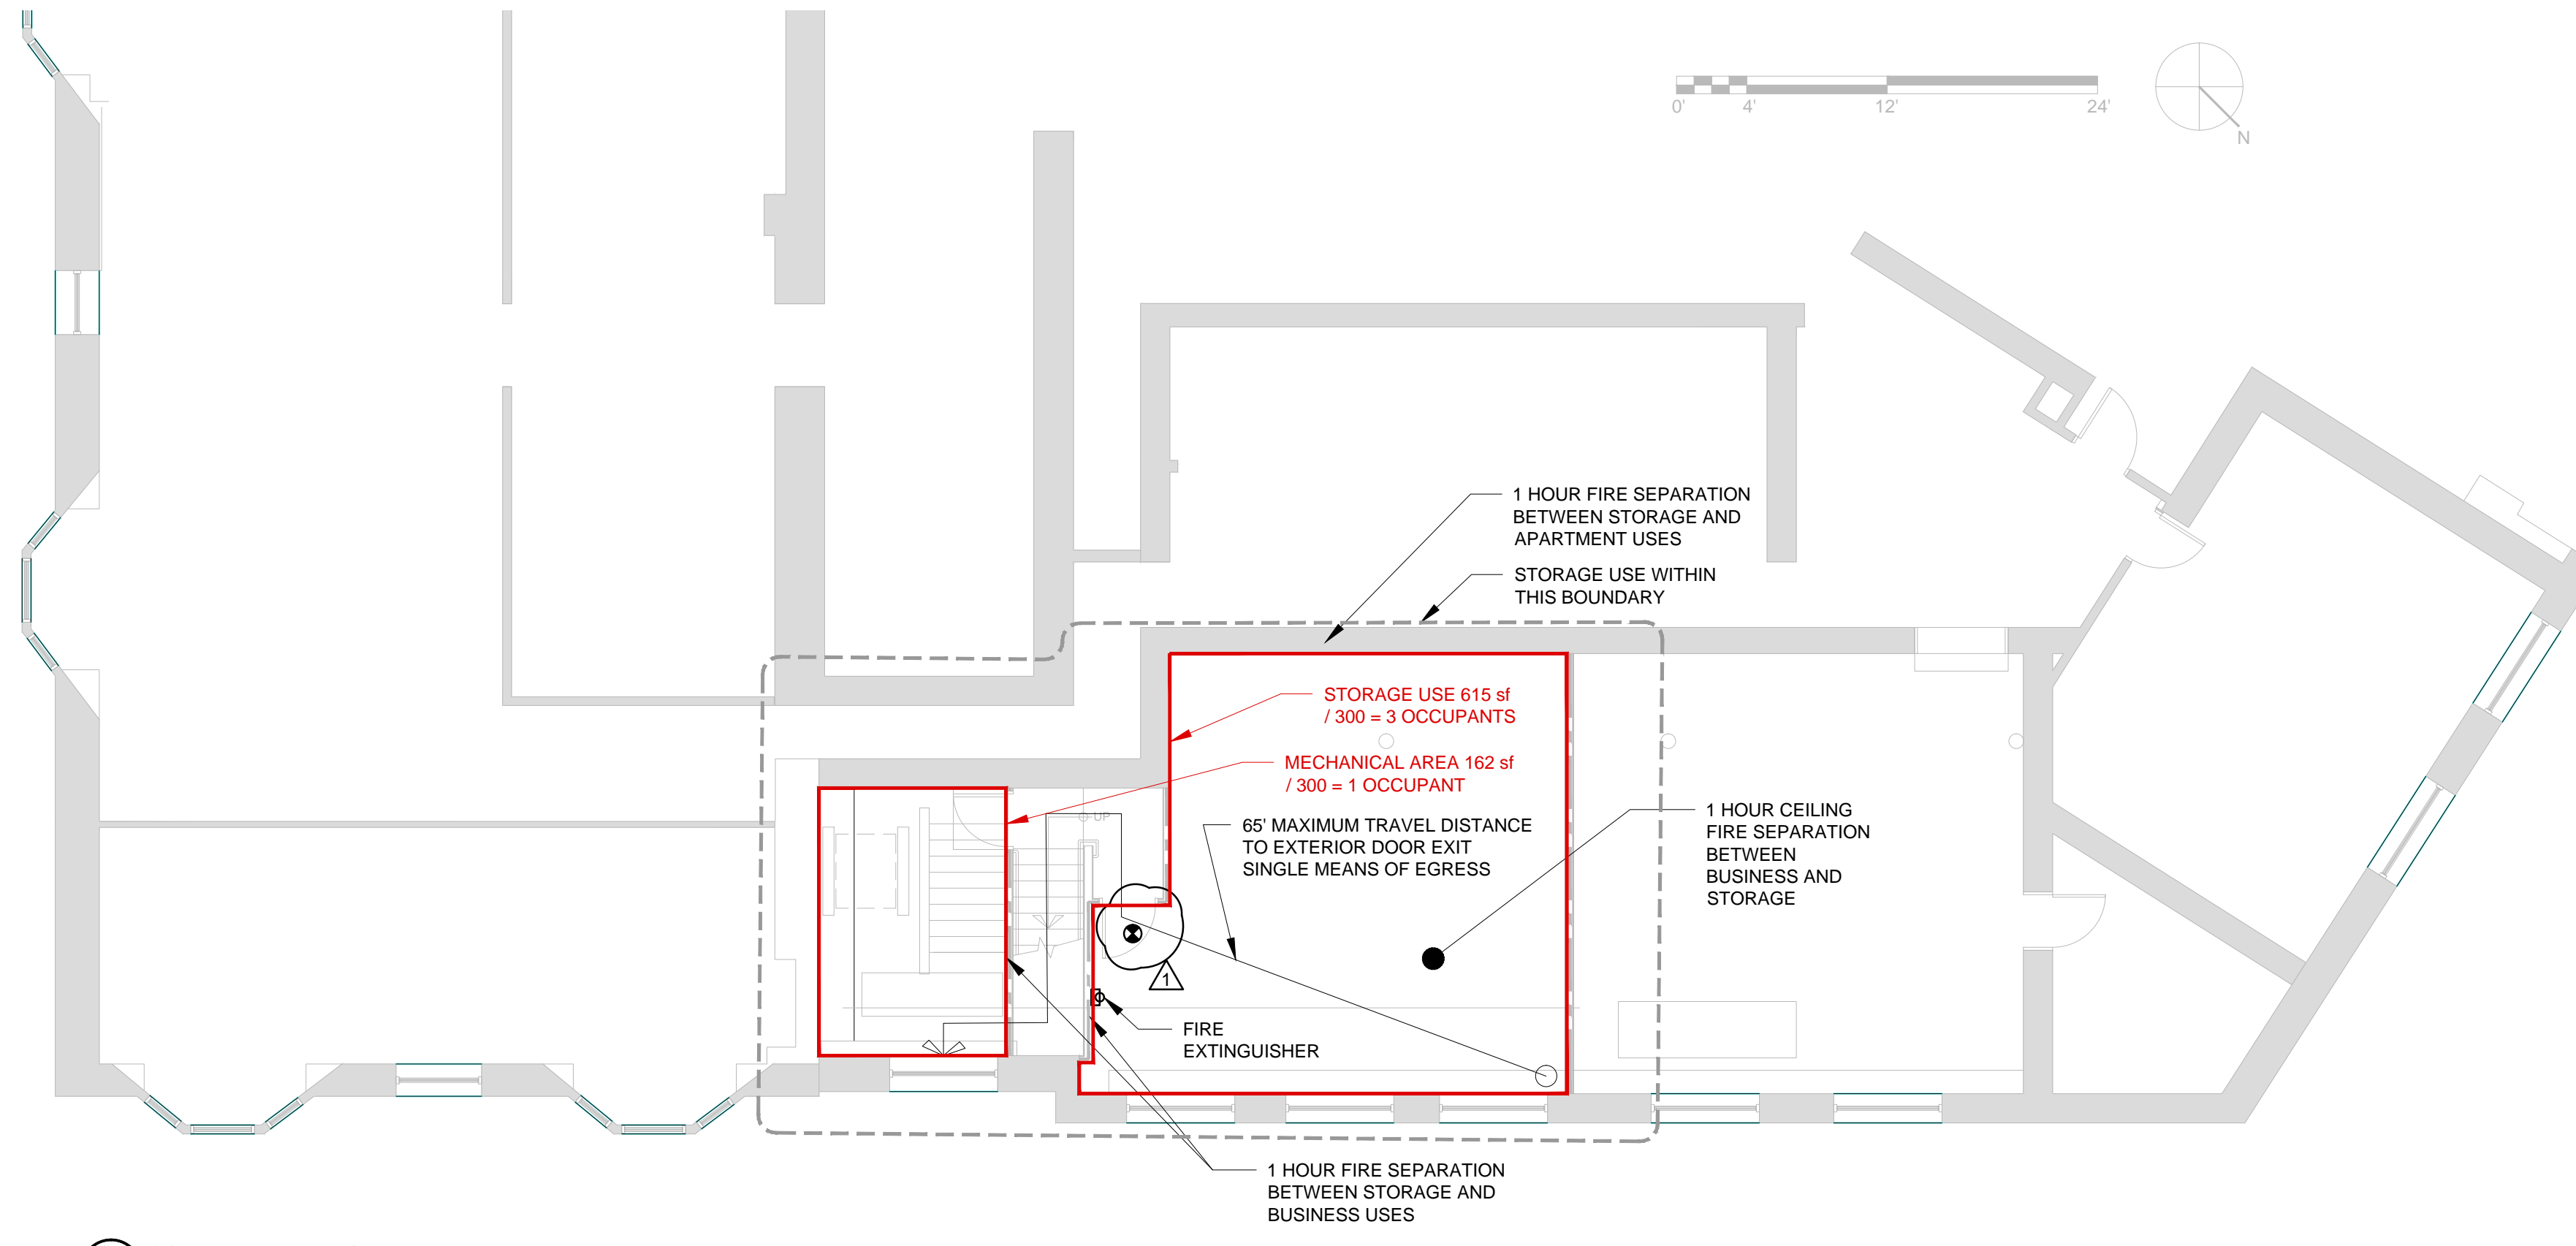 0' 4' 12' 24'
N
1 HOUR FIRE SEPARATION
BETWEEN STORAGE AND
APARTMENT USES
STORAGE USE WITHIN
THIS BOUNDARY
STORAGE USE 615 sf
/ 300 = 3 OCCUPANTS
MECHANICAL AREA 162 sf
/ 300 = 1 OCCUPANT
UP
65' MAXIMUM TRAVEL DISTANCE
TO EXTERIOR DOOR EXIT
SINGLE MEANS OF EGRESS
1 HOUR CEILING
FIRE SEPARATION
BETWEEN
BUSINESS AND
STORAGE
1
FIRE
EXTINGUISHER
1 HOUR FIRE SEPARATION
BETWEEN STORAGE AND
BUSINESS USES